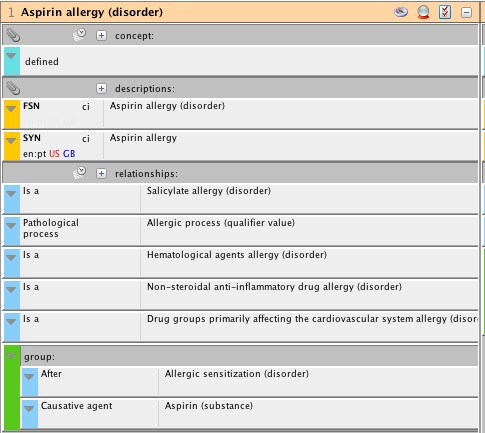 1 Aspirin allergy (disorder)
concept:
defined
descriptions:
FSN ci Aspirin allergy (disorder)
SYN ci Aspirin allergy
en:pt US GB
relationships:
Is a Salicylate allergy (disorder)
Pathological Allergic process (qualifier value)
process
Is a Hematological agents allergy (disorder)
Is a Non-steroidal anti-inflammatory drug allergy (disorder)
Is a Drug groups primarily affecting the cardiovascular system allergy (disor
group:
After Allergic sensitization (disorder)
Causative agent Aspirin (substance)